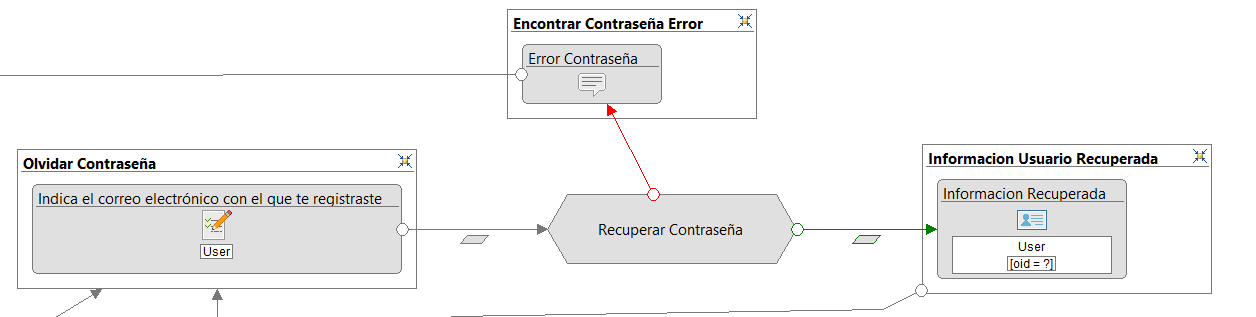 Encontrar Contraseña Error
Error Contraseña
Olvidar Contraseña
Indica el correo electrónico con el que te registraste
User
Recuperar Contraseña
Informacion Usuario Recuperada
Informacion Recuperada
User
[oid = ?]